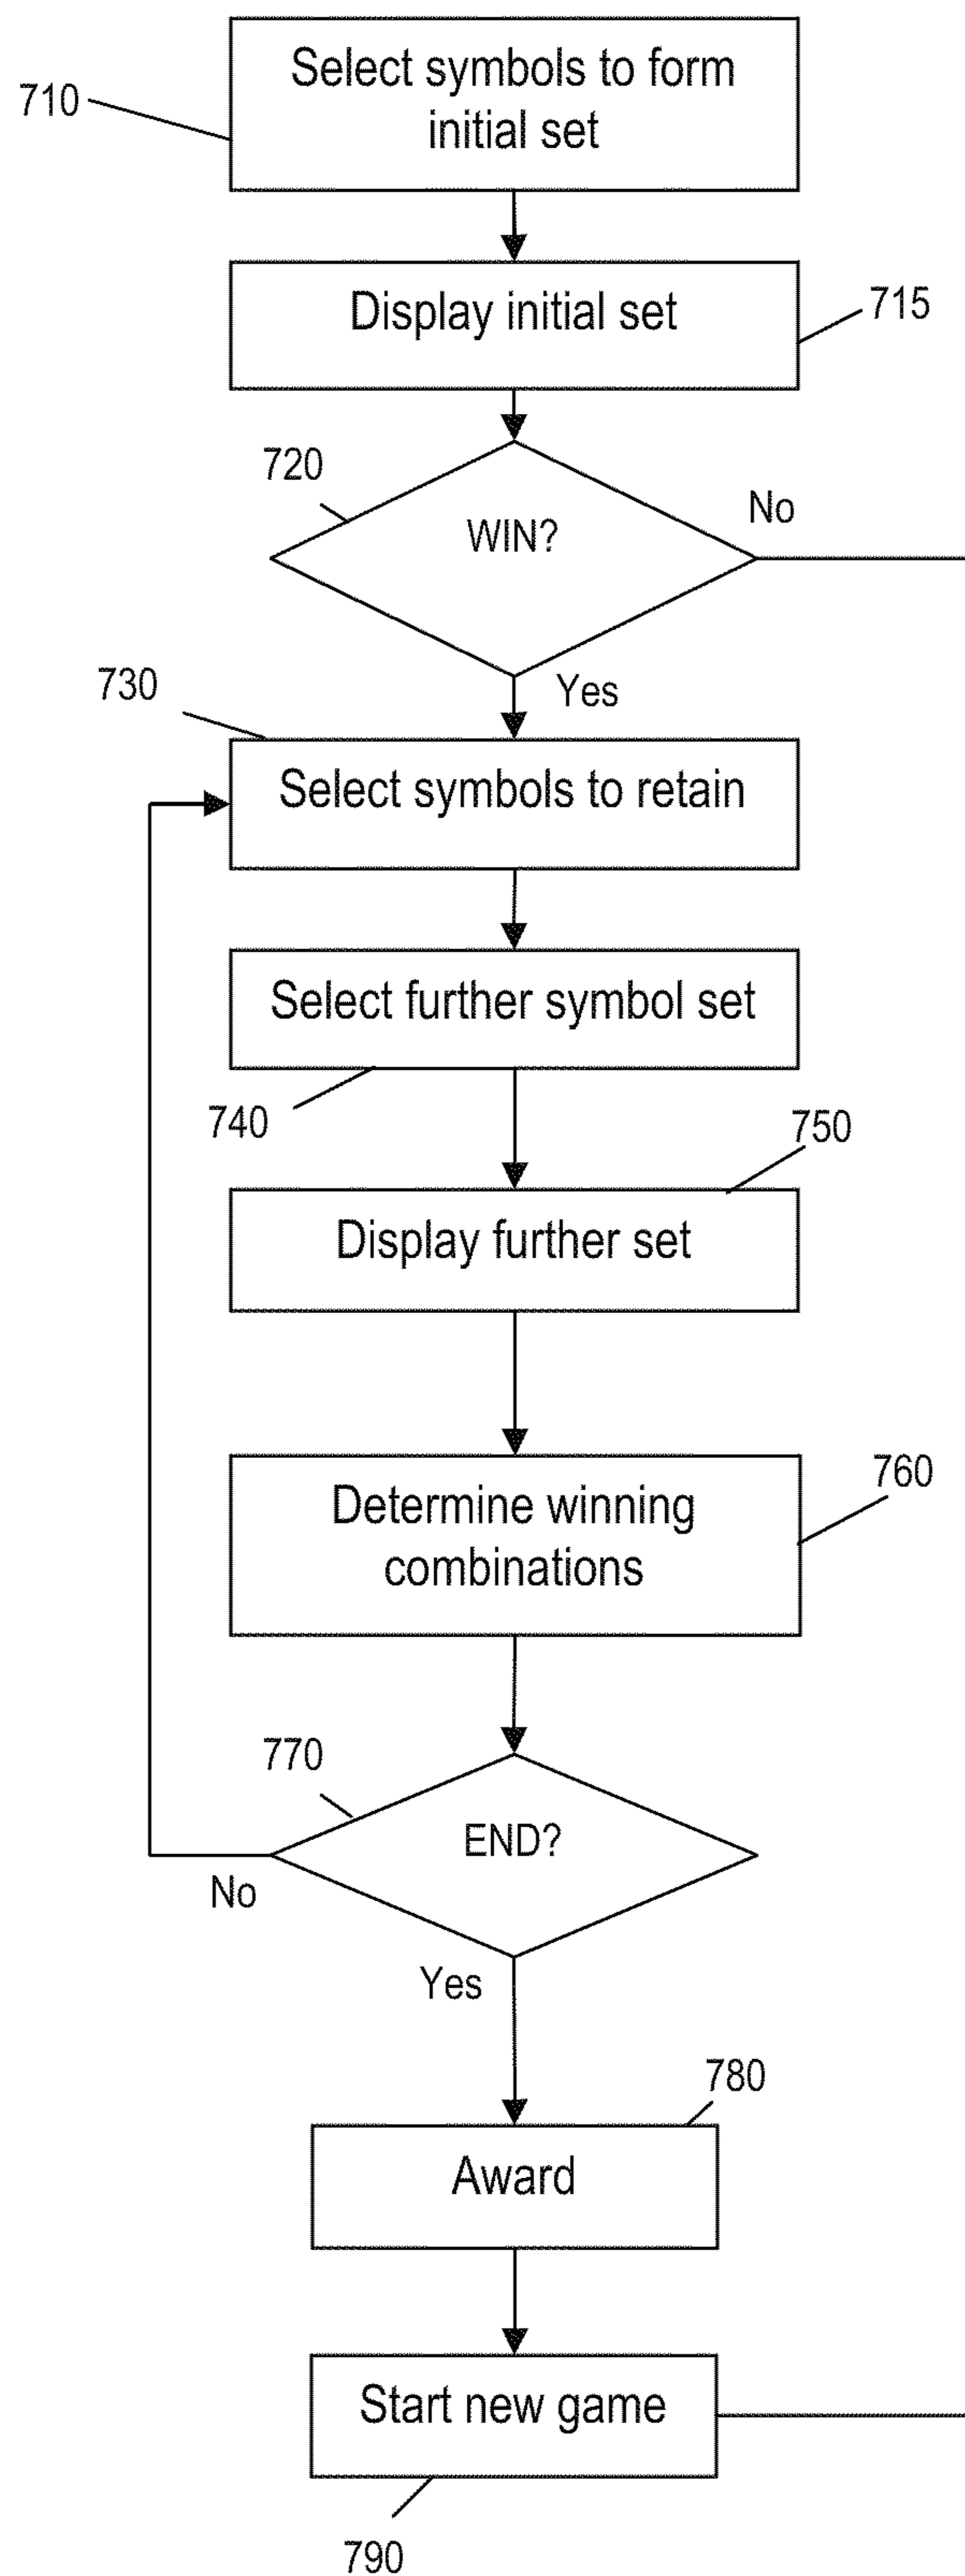 Select symbols to form
initial set
710
Display initial set
715
720
WIN?
No
Yes
730
Select symbols to retain
Select further symbol set
740
750
Display further set
760
Determine winning
combinations
770
END?
No
Yes
780
Award
Start new game
790